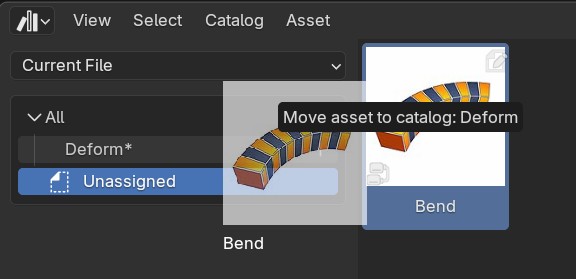 View Select Catalog Asset
Current File
All
Move asset to catalog: Deform
Deform*
Unassigned
Bend
Bend